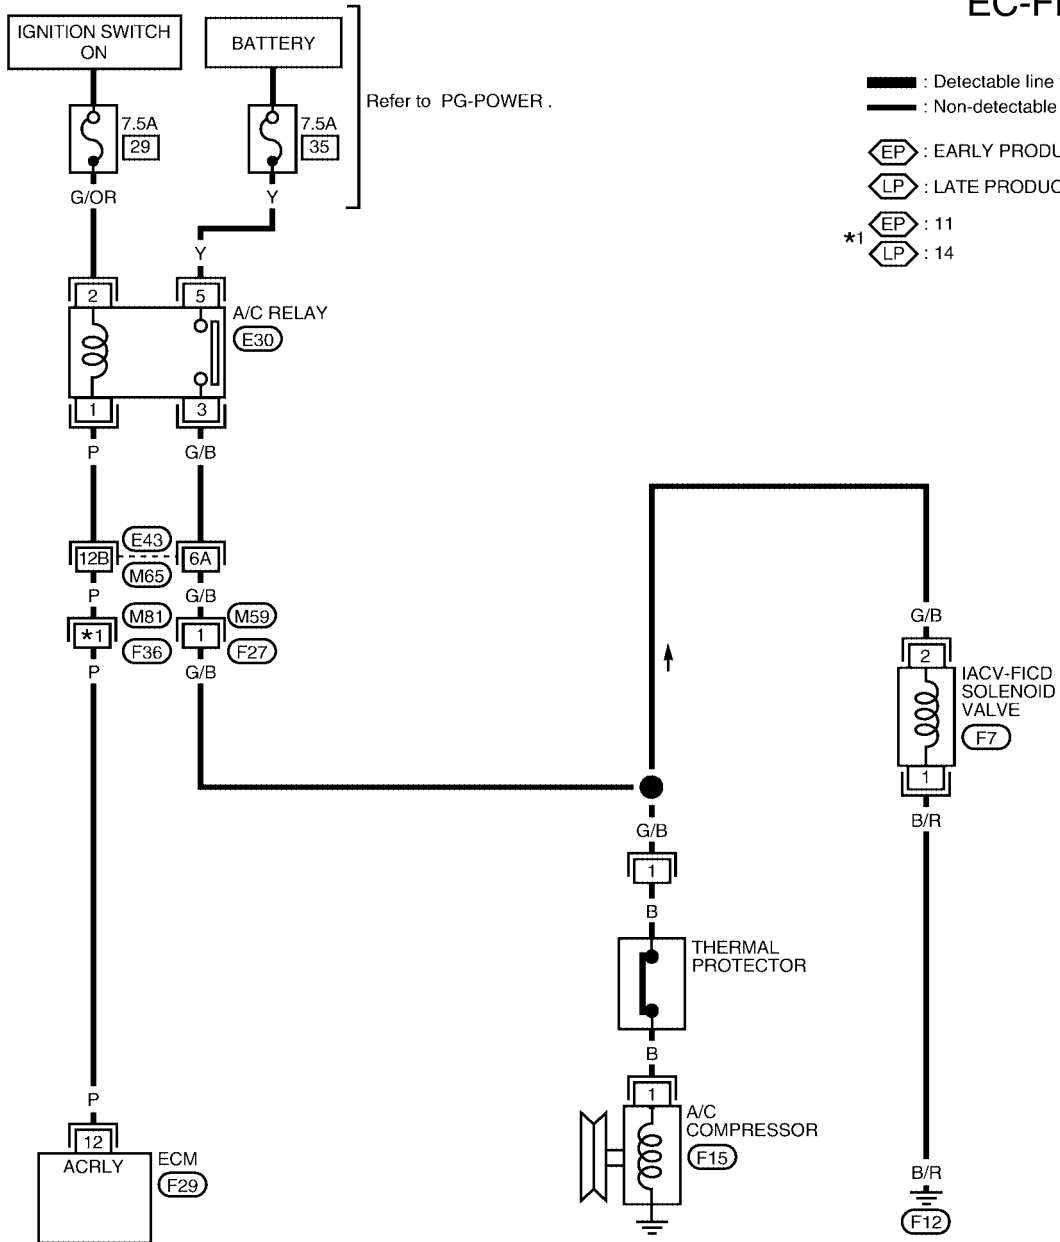 EC-FI
IGNITION SWITCH
ON
BATTERY
Refer to PG-POWER .
7.5A
29
7.5A
35
G/OR
Y
Y
: Detectable line
: Non-detectable
EP : EARLY PRODU
LP : LATE PRODUC
*1 EP : 11
LP : 14
2
5
A/C RELAY
E30
1
3
P
G/B
E43
12B
6A
M65
P
G/B
M81
M59
*1
1
F36
F27
P
G/B
G/B
2
IACV-FICD
SOLENOID
VALVE
F7
1
B/R
G/B
1
B
THERMAL
PROTECTOR
B
1
A/C
COMPRESSOR
F15
P
12
ACRLY
ECM
F29
B/R
F12